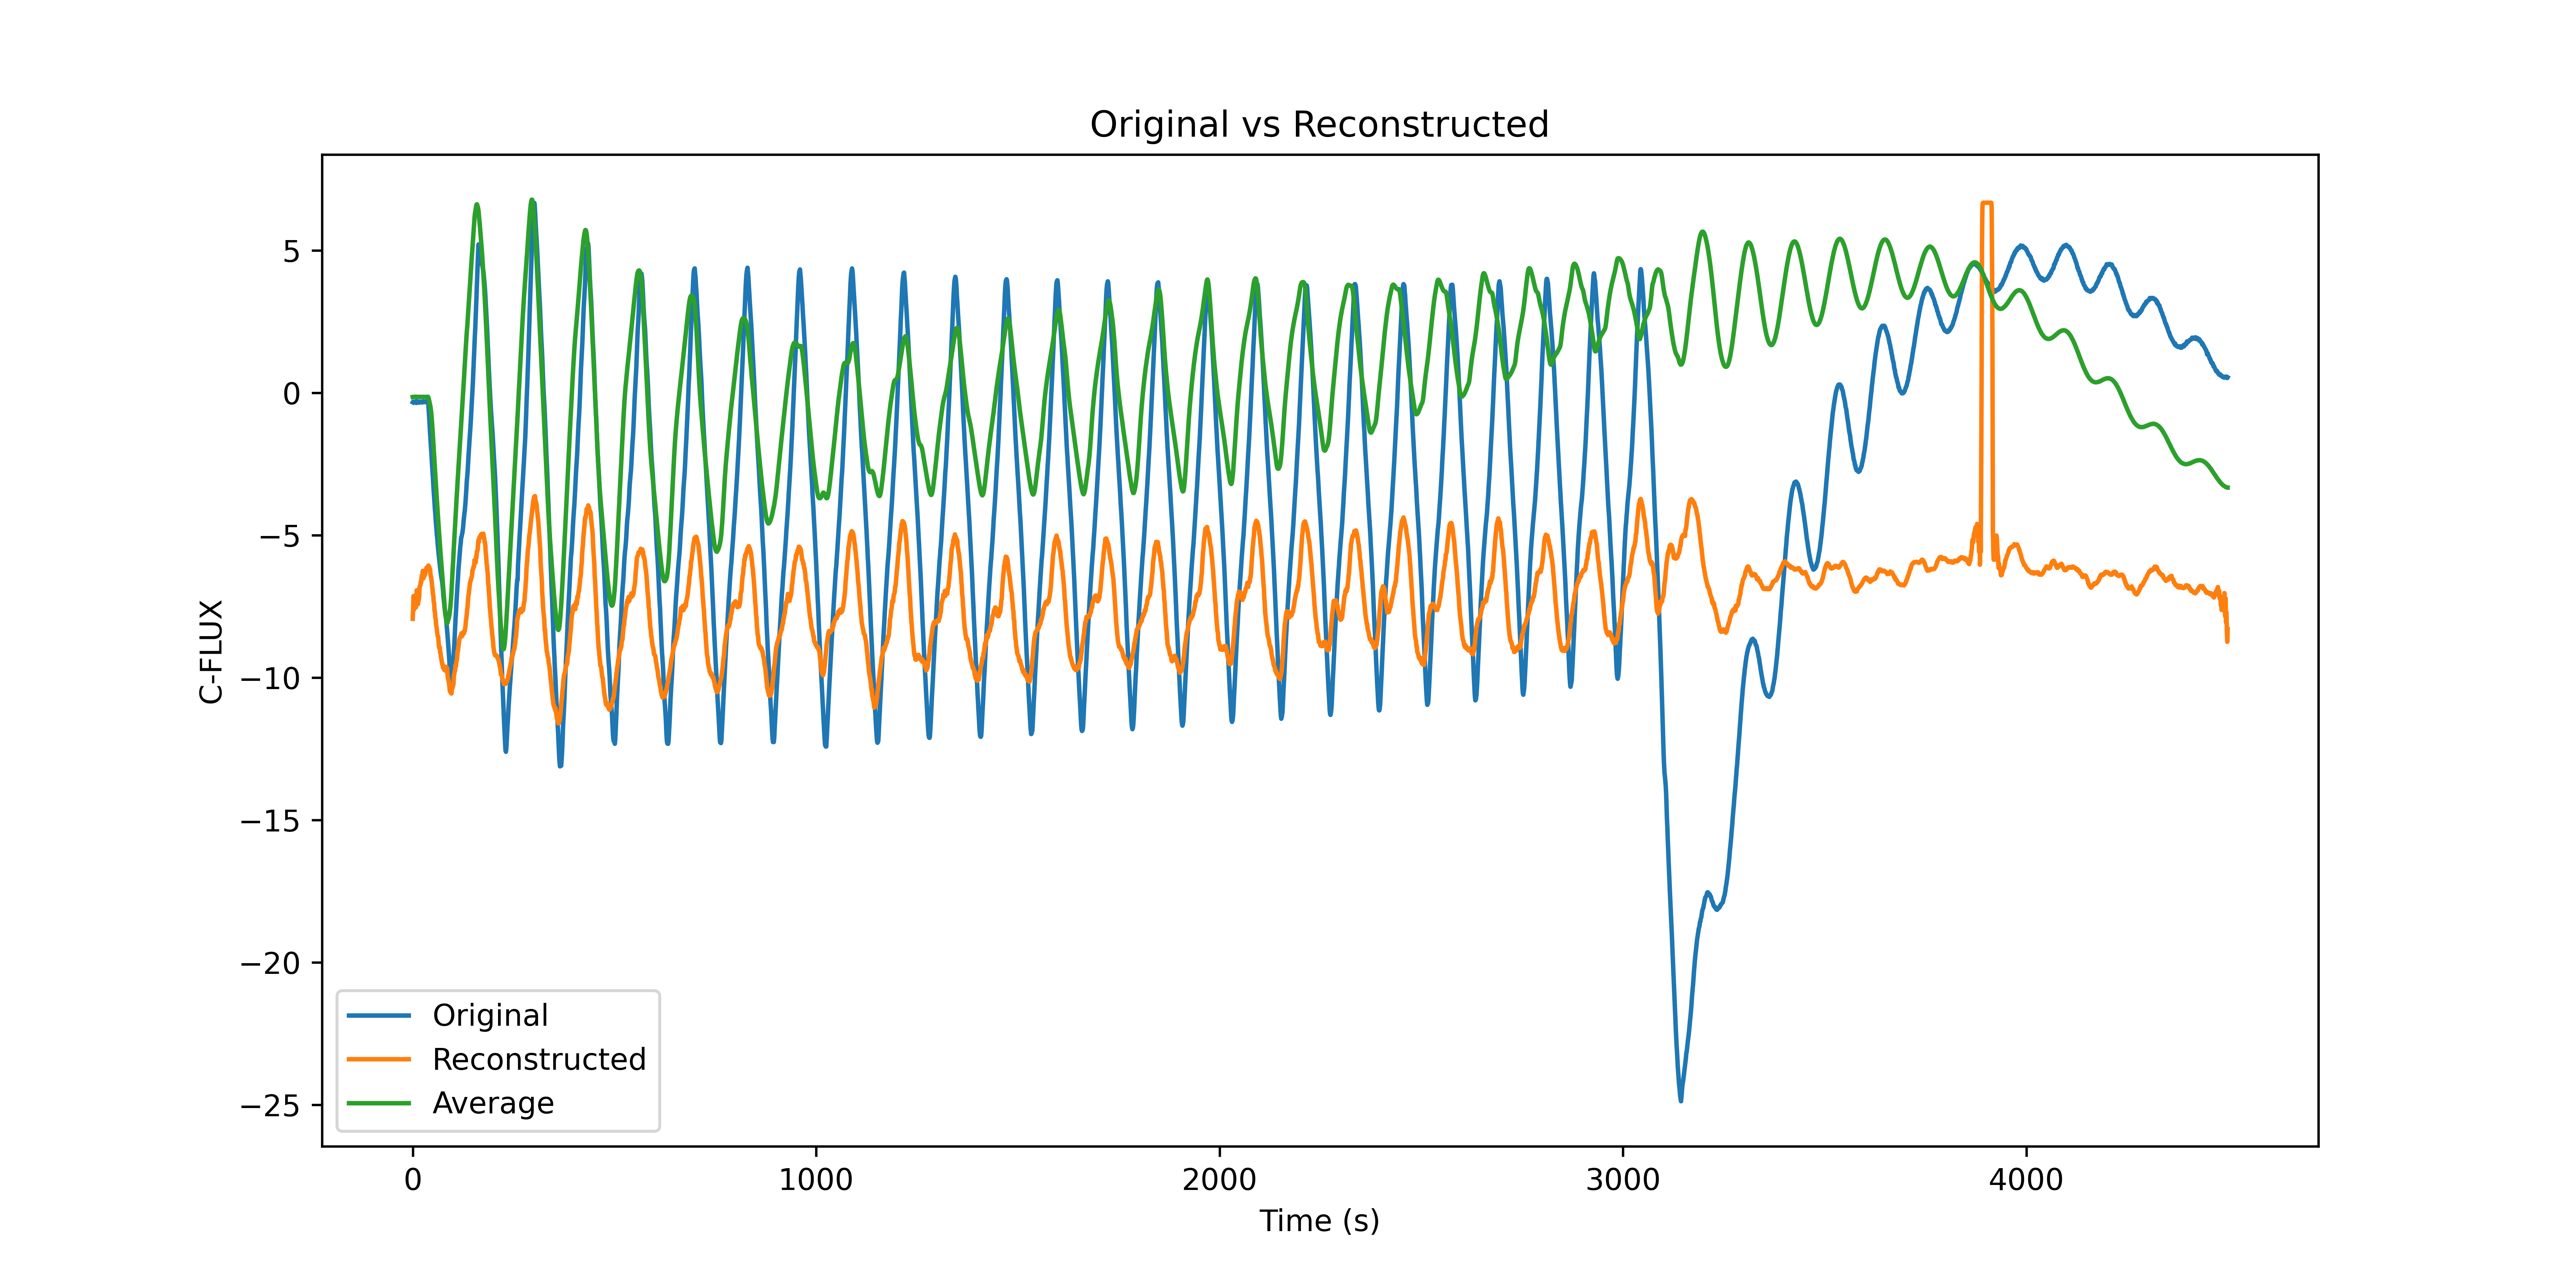 Original vs Reconstructed
C-FLUX
5
0
−5
−10
−15
−20
−25
Original
Reconstructed
Average
0 1000 2000 3000 4000
Time (s)